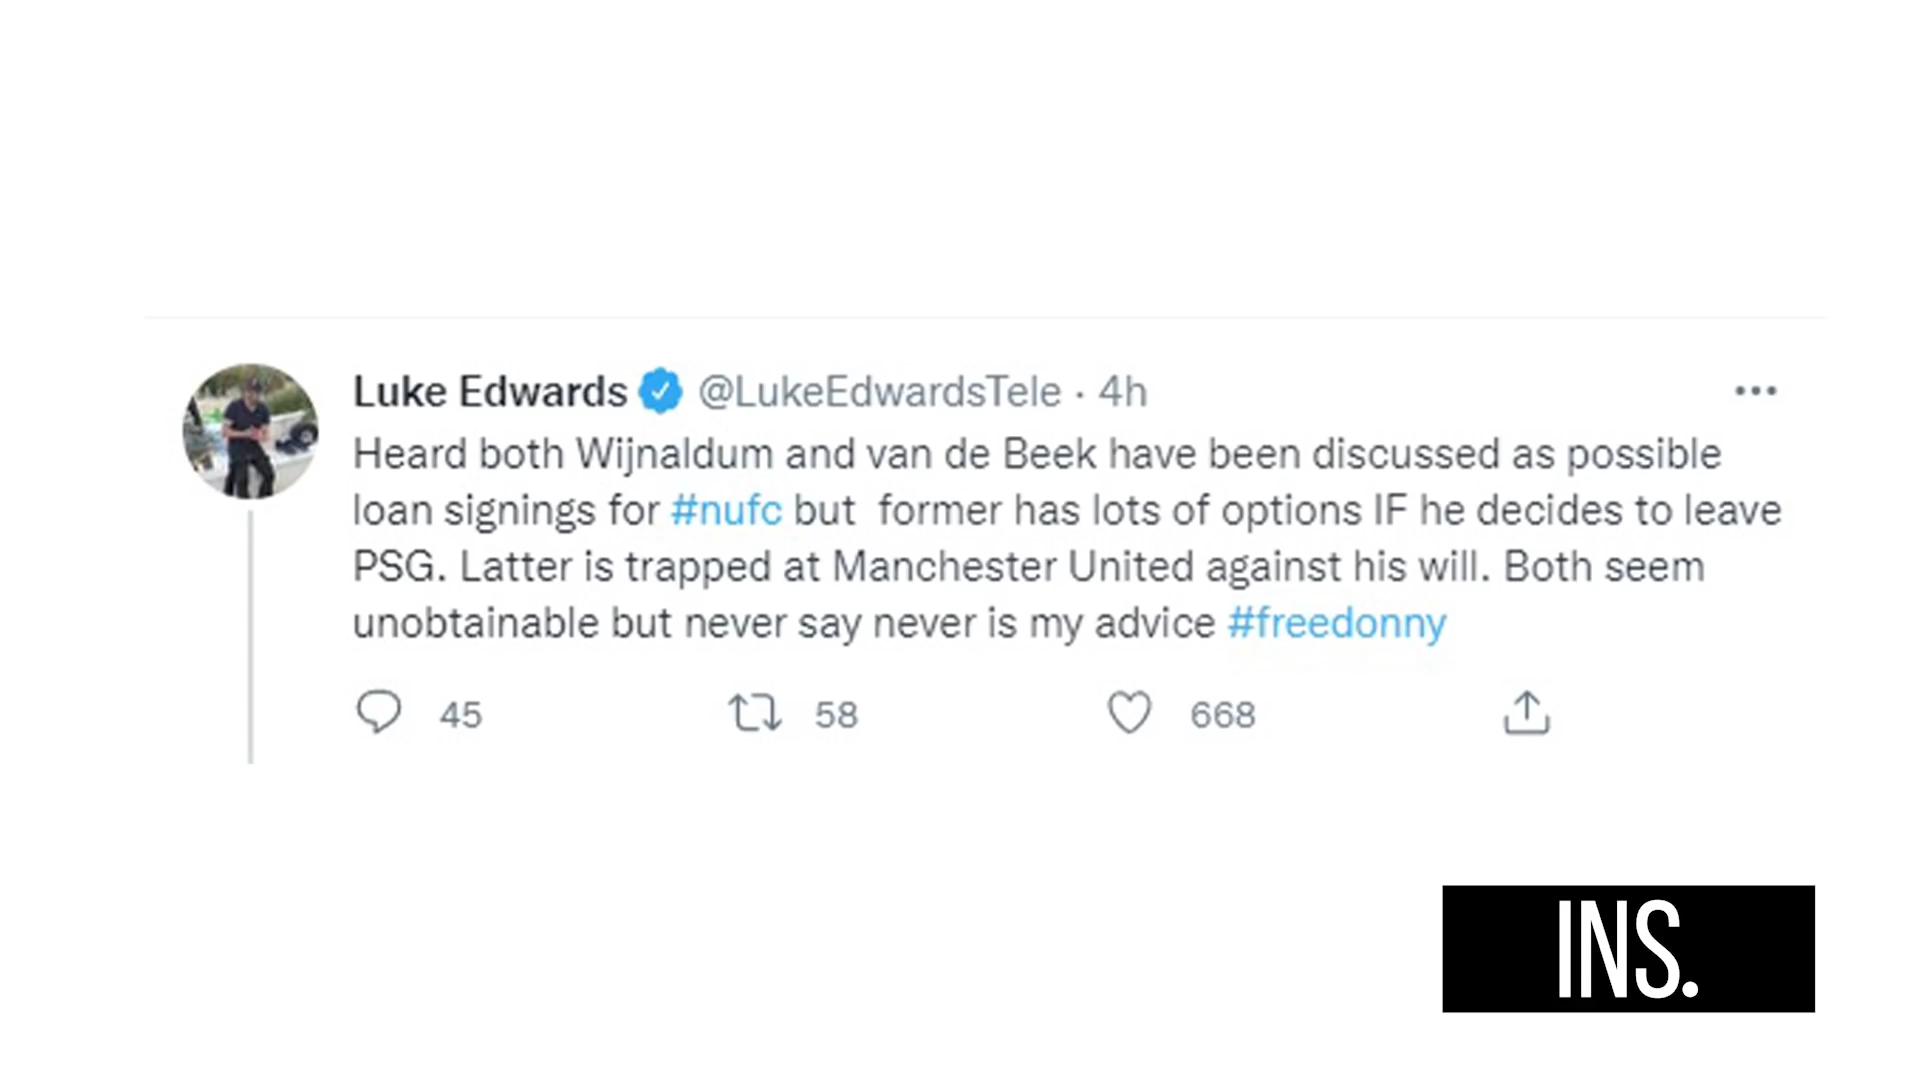 Luke Edwards @LukeEdwardsTele · 4h
Heard both Wijnaldum and van de Beek have been discussed as possible
loan signings for #nufc but  former has lots of options IF he decides to leave
PSG. Latter is trapped at Manchester United against his will. Both seem
unobtainable but never say never is my advice #freedonny
45 58 668
INS.